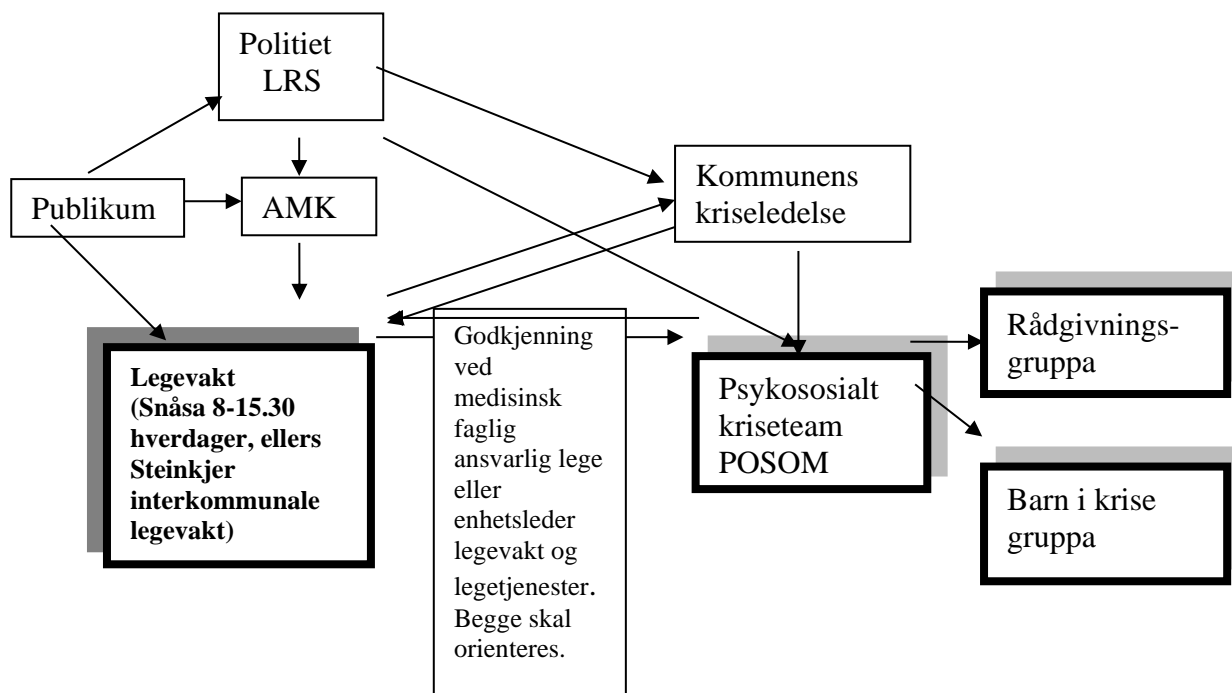 Politiet
LRS
Publikum
AMK
Kommunens
kriseledelse
Legevakt
(Snåsa 8-15.30
hverdager, ellers
Steinkjer
interkommunale
legevakt)
Godkjenning
ved
medisinsk
faglig
ansvarlig lege
eller
enhetsleder
legevakt og
legetjenester.
Begge skal
orienteres.
Psykososialt
kriseteam
POSOM
Rådgivnings-
gruppa
Barn i krise
gruppa